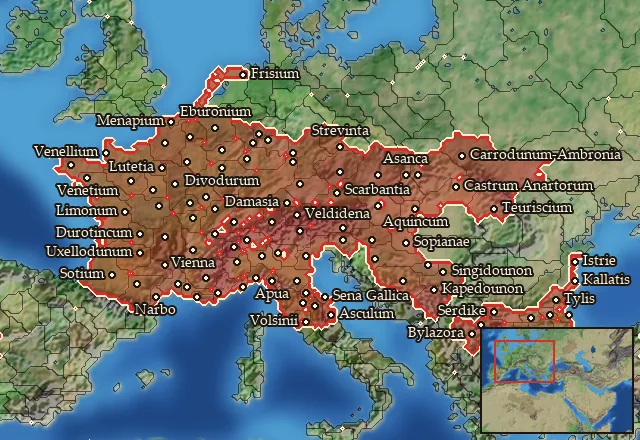 Frisium
Eburonium
Menapium
Strevinta
Venellium
Asanca
Carrodunum-Ambronia
Lutetia
Divodurum
Venetium
Scarbantia
Castrum Anartorum
Damasia
Limonum
Veldidena
Teuriscium
Aquincum
Durotincum
Sopianae
Uxellodunum
Vienna
Istrie
Sotium
Singidounon
Kallatis
Kapedounon
Apua
Sena Gallica
Tylis
Narbo
Serdike
Asculum
Volsinii
Bylazora